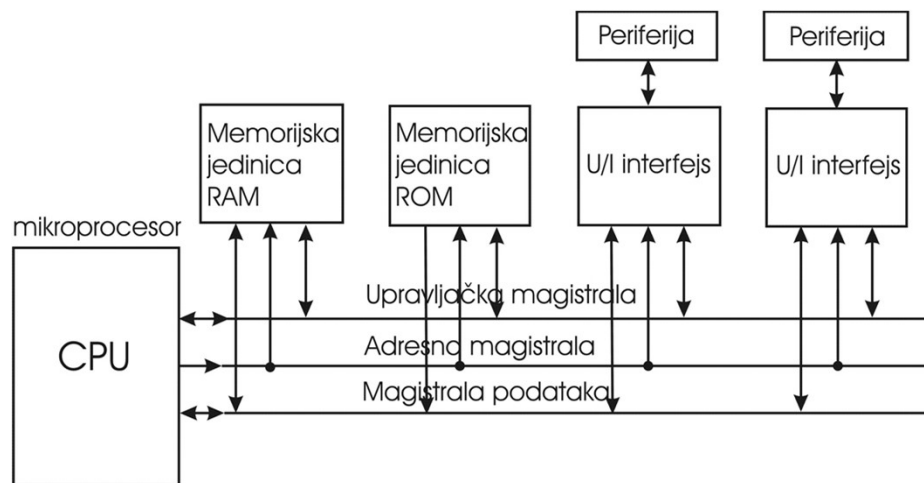 Periferija
Periferija
Memorijska
jedinica
RAM
Memorijska
jedinica
ROM
U/I interfejs
U/I interfejs
mikroprocesor
CPU
Upravljačka magistrala
Adresna magistrala
Magistrala podataka